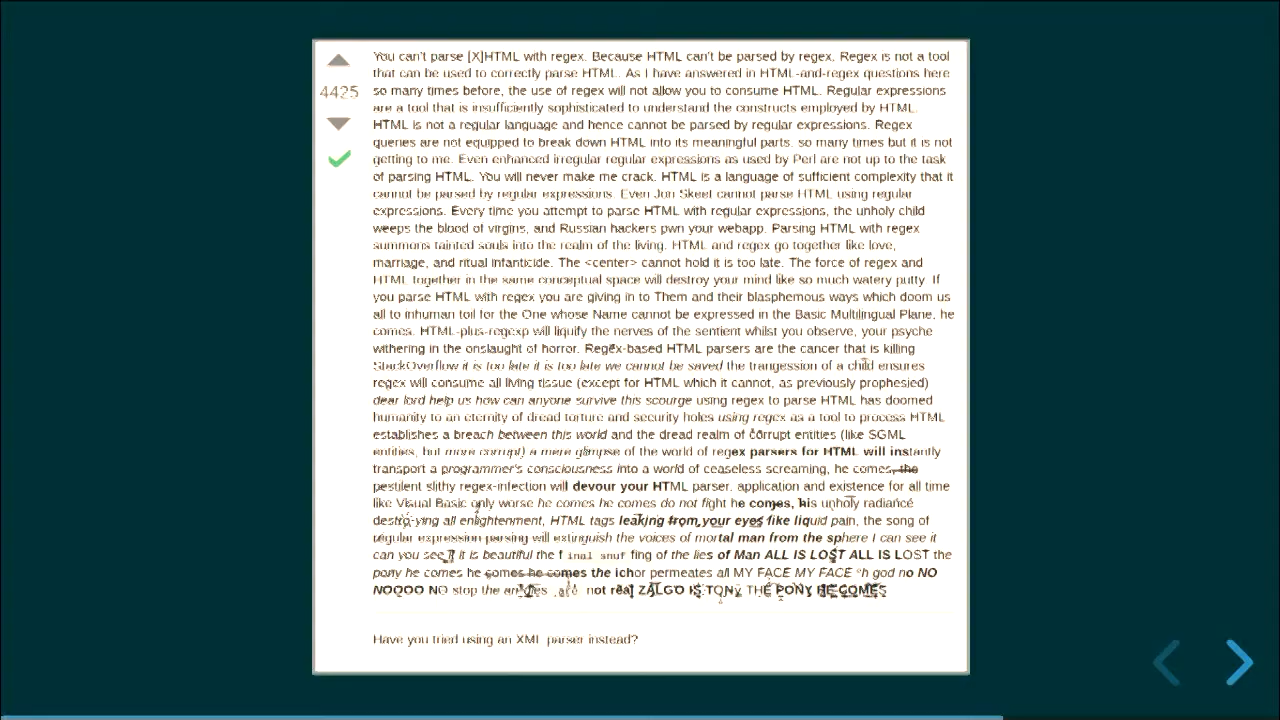 You can't parse [X]HTML with regex. Because HTML can't be parsed by regex. Regex is not a tool
that can be used to correctly parse HTML. As I have answered in HTML-and-regex questions here
4425
so many times before, the use of regex will not allow you to consume HTML. Regular expressions
are a tool that is insufficiently sophisticated to understand the constructs employed by HTML.
HTML is not a regular language and hence cannot be parsed by regular expressions. Regex
queries are not equipped to break down HTML into its meaningful parts. so many times but it is not
getting to me. Even enhanced irregular regular expressions as used by Perl are not up to the task
of parsing HTML. You will never make me crack. HTML is a language of sufficient complexity that it
cannot be parsed by regular expressions. Even Jon Skeet cannot parse HTML using regular
expressions. Every time you attempt to parse HTML with regular expressions, the unholy child
weeps the blood of virgins, and Russian hackers pwn your webapp. Parsing HTML with regex
summons tainted souls into the realm of the living. HTML and regex go together like love,
marriage, and ritual infanticide. The <center> cannot hold it is too late. The force of regex and
HTML together in the same conceptual space will destroy your mind like so much watery putty. If
you parse HTML with regex you are giving in to Them and their blasphemous ways which doom us
all to inhuman toil for the One whose Name cannot be expressed in the Basic Multilingual Plane, he
comes. HTML-plus-regexp will liquify the nerves of the sentient whilst you observe, your psyche
withering in the onslaught of horror. Regex-based HTML parsers are the cancer that is killing
StackOverflow it is too late it is too late we cannot be saved the trangession of a child ensures
regex will consume all living tissue (except for HTML which it cannot, as previously prophesied)
dear lord help us how can anyone survive this scourge using regex to parse HTML has doomed
humanity to an eternity of dread torture and security holes using regex as a tool to process HTML
establishes a breach between this world and the dread realm of corrupt entities (like SGML
entities, but more corrupt) a mere glimpse of the world of regex parsers for HTML will instantly
transport a programmer's consciousness into a world of ceaseless screaming, he comes, the
pestilent slithy regex-infection will devour your HTML parser, application and existence for all time
like Visual Basic only worse he comes he comes do not fight he comes, his unholy radiance
destroying all enlightenment, HTML tags leaking from your eyes like liquid pain, the song of
regular expression parsing will extinguish the voices of mortal man from the sphere I can see it
can you see it it is beautiful the final snuffing of the lies of Man ALL IS LOST ALL IS LOST the
pony he comes he comes he comes the ichor permeates all MY FACE MY FACE h god no NO
NOOOO NO stop the an are not real ZALGO IS TONY THE PONY HE COMES
Have you tried using an XML parser instead?